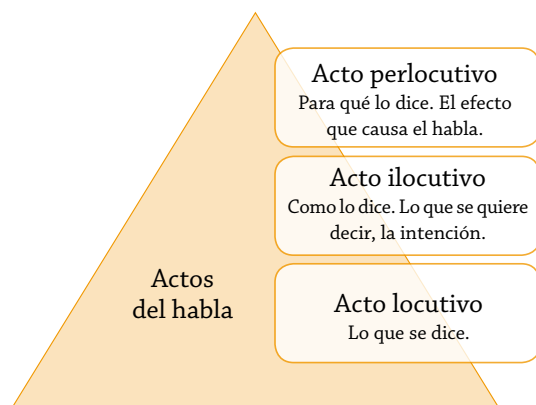 Acto perlocutivo
Para qué lo dice. El efecto
que causa el habla.
Acto ilocutivo
Como lo dice. Lo que se quiere
decir, la intención.
Actos
del habla
Acto locutivo
Lo que se dice.